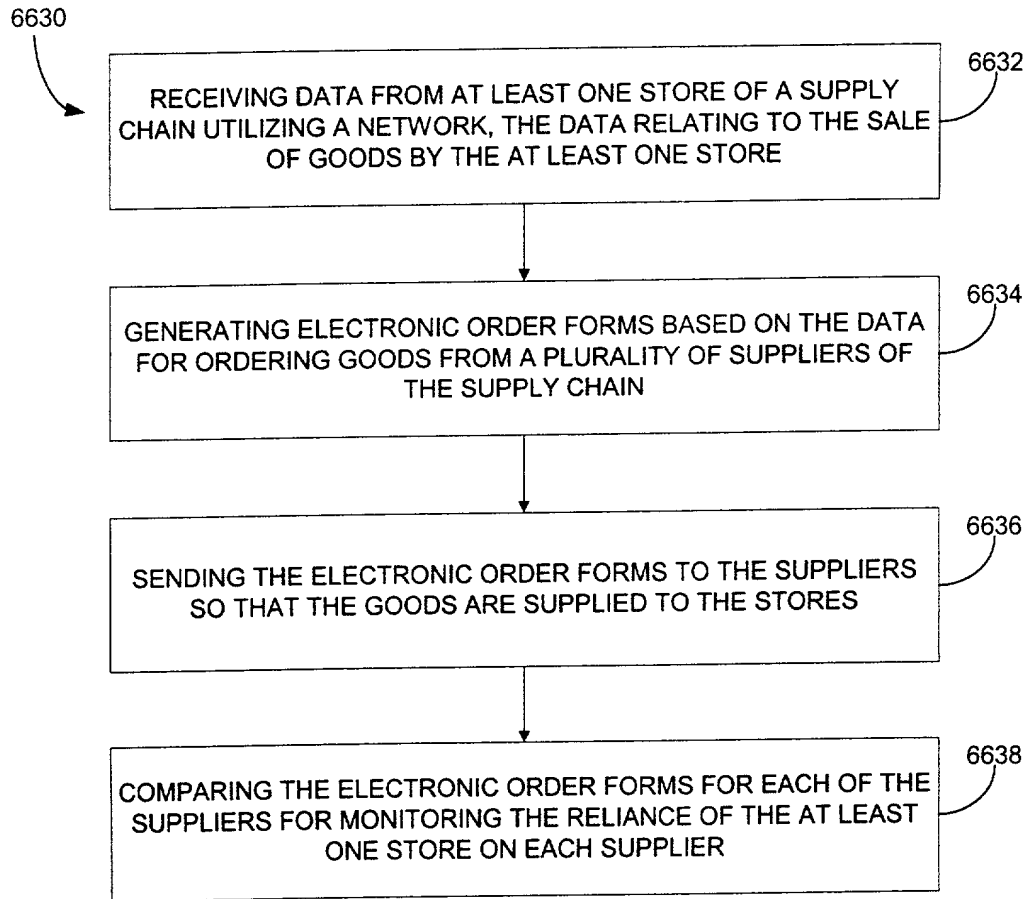 6630
6632
RECEIVING DATA FROM AT LEAST ONE STORE OF A SUPPLY
CHAIN UTILIZING A NETWORK, THE DATA RELATING TO THE SALE
OF GOODS BY THE AT LEAST ONE STORE
6634
GENERATING ELECTRONIC ORDER FORMS BASED ON THE DATA
FOR ORDERING GOODS FROM A PLURALITY OF SUPPLIERS OF
THE SUPPLY CHAIN
6636
SENDING THE ELECTRONIC ORDER FORMS TO THE SUPPLIERS
SO THAT THE GOODS ARE SUPPLIED TO THE STORES
6638
COMPARING THE ELECTRONIC ORDER FORMS FOR EACH OF THE
SUPPLIERS FOR MONITORING THE RELIANCE OF THE AT LEAST
ONE STORE ON EACH SUPPLIER